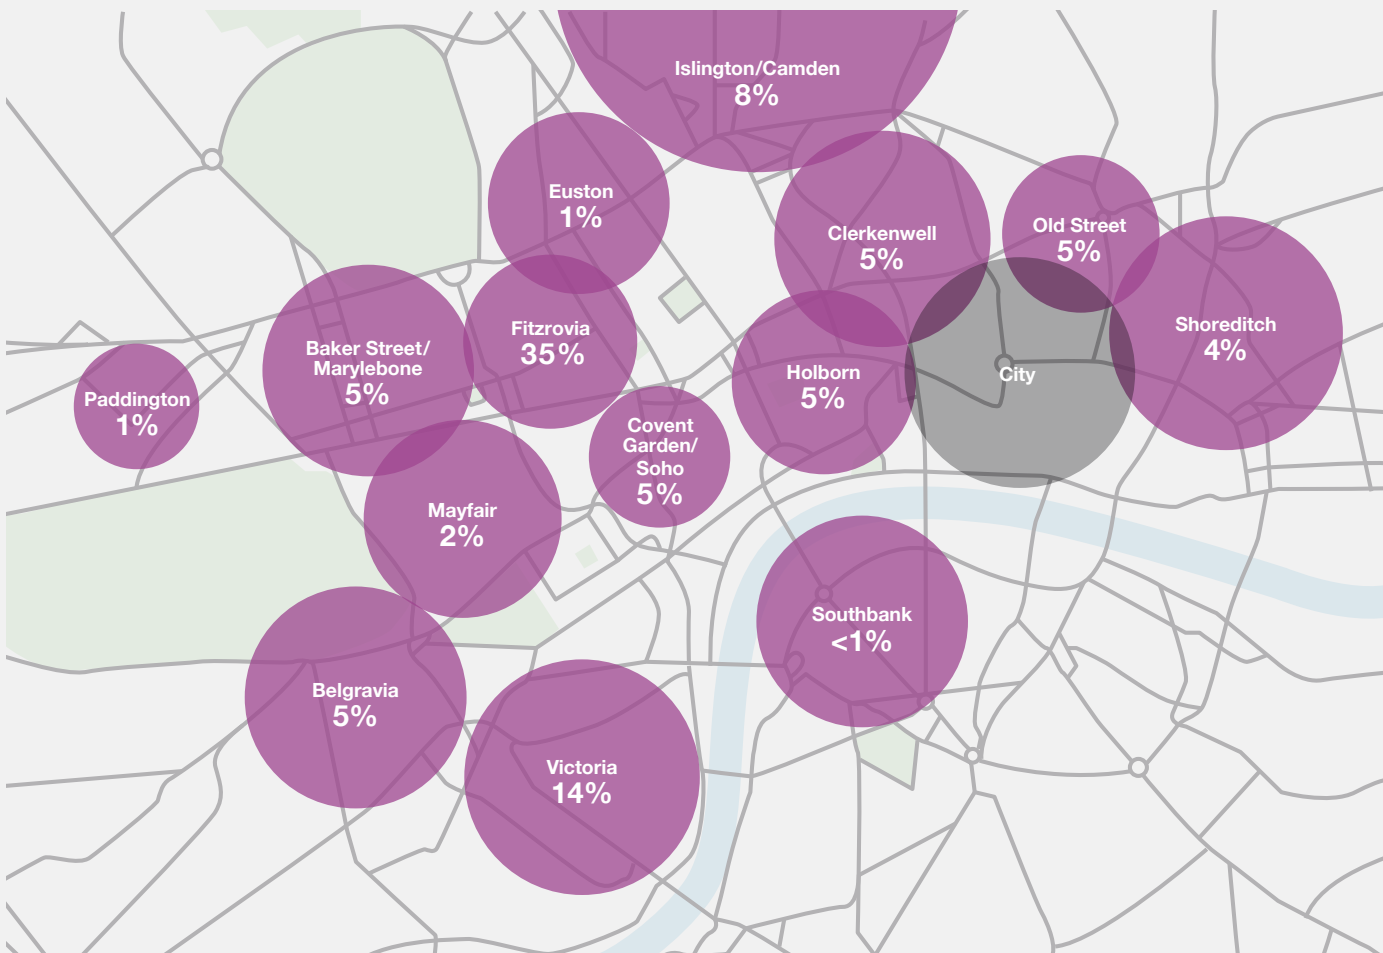 Islington/Camden
8%
Euston
1%
Clerkenwell
5%
Old Street
5%
Fitzrovia
35%
Shoreditch
4%
Baker Street/
Marylebone
5%
Holborn
5%
City
Paddington
1%
Covent
Garden/
Soho
5%
Mayfair
2%
Southbank
<1%
Belgravia
5%
Victoria
14%